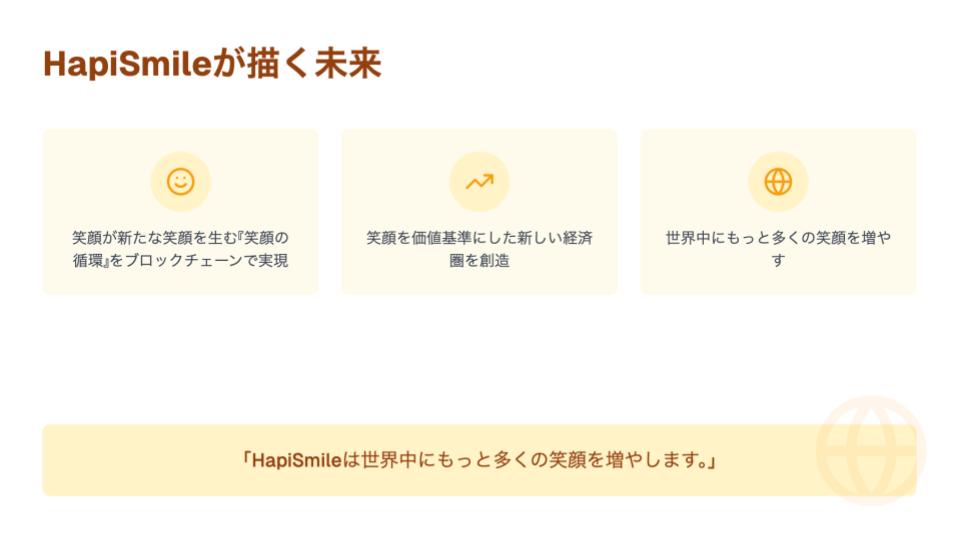 HapiSmileが描く未来
笑顔が新たな笑顔を生む『笑顔の
循環』をブロックチェーンで実現
笑顔を価値基準にした新しい経済
圏を創造
世界中にもっと多くの笑顔を増や
す
「HapiSmileは世界中にもっと多くの笑顔を増やします。」